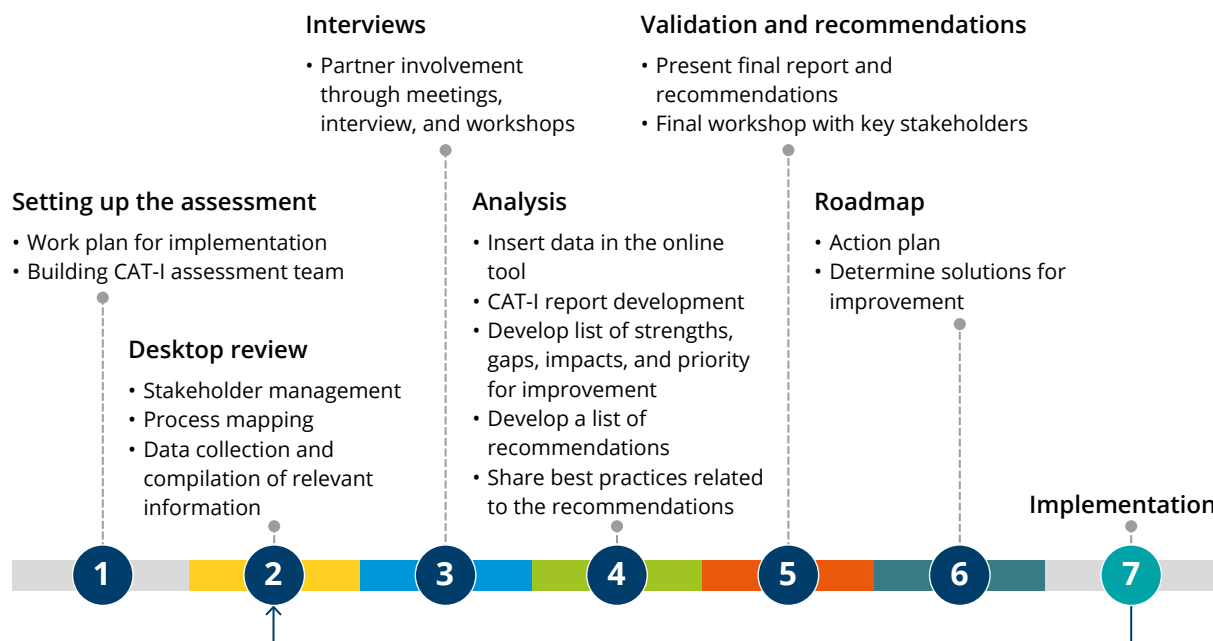 Interviews
• Partner involvement
through meetings,
interview, and workshops
Validation and recommendations
• Present final report and
recommendations
• Final workshop with key stakeholders
Setting up the assessment
• Work plan for implementation
• Building CAT-I assessment team
Analysis
• Insert data in the online
tool
• CAT-I report development
• Develop list of strengths,
gaps, impacts, and priority
for improvement
• Develop a list of
recommendations
• Share best practices related
to the recommendations
Roadmap
• Action plan
• Determine solutions for
improvement
Desktop review
• Stakeholder management
• Process mapping
• Data collection and
compilation of relevant
information
Implementation
1
2
3
4
5
6
7